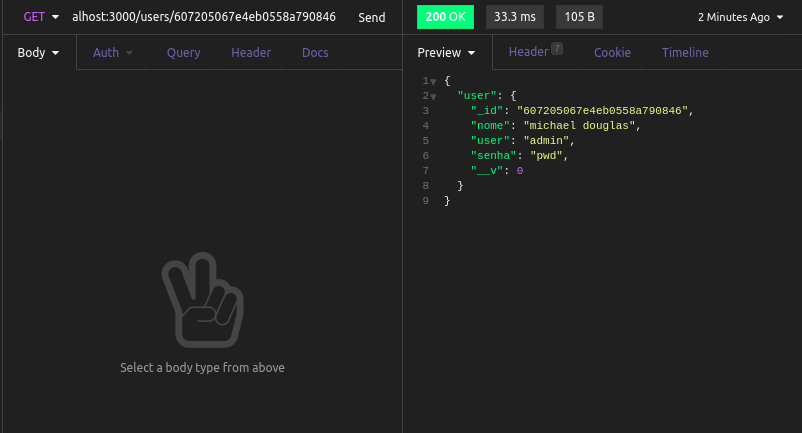 GET alhost:3000/users/607205067e4eb0558a790846 Send
200 OK 33.3 ms 105 B 2 Minutes Ago
Body Auth Query Header Docs
Preview Header 7 Cookie Timeline
1 {
2 "user": {
3 "_id": "607205067e4eb0558a790846",
4 "nome": "michael douglas",
5 "user": "admin",
6 "senha": "pwd",
7 "__v": 0
8 }
9 }
Select a body type from above